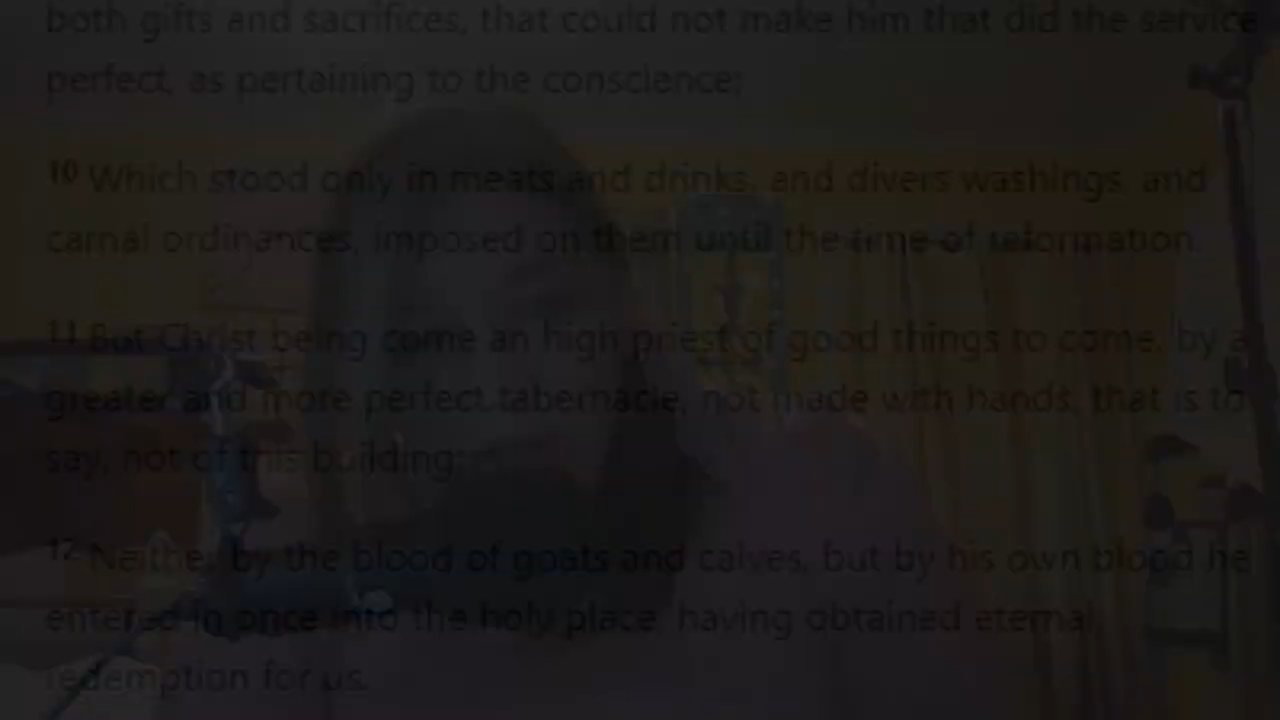 both gifts and sacrifices, that could not make him that did the service
perfect, as pertaining to the conscience;
10 Which stood only in meats and drinks, and divers washings, and
carnal ordinances, imposed on them until the time of reformation.
11 But Christ being come an high priest of good things to come, by a
greater and more perfect tabernacle, not made with hands, that is to
say, not of this building;
12 Neither by the blood of goats and calves, but by his own blood he
entered in once into the holy place, having obtained eternal
redemption for us.